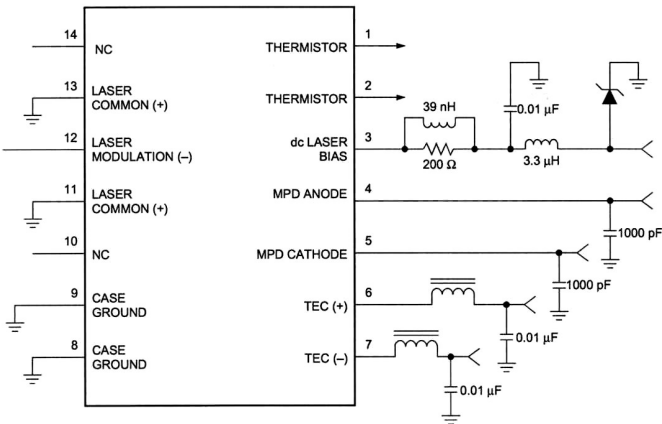 14
NC
13
LASER
COMMON (+)
12
LASER
MODULATION (–)
11
LASER
COMMON (+)
10
NC
9
CASE
GROUND
8
CASE
GROUND
1
THERMISTOR
2
THERMISTOR
3
dc LASER
BIAS
39 nH
200 Ω
0.01 μF
3.3 μH
4
MPD ANODE
1000 pF
5
MPD CATHODE
1000 pF
6
TEC (+)
0.01 μF
7
TEC (–)
0.01 μF